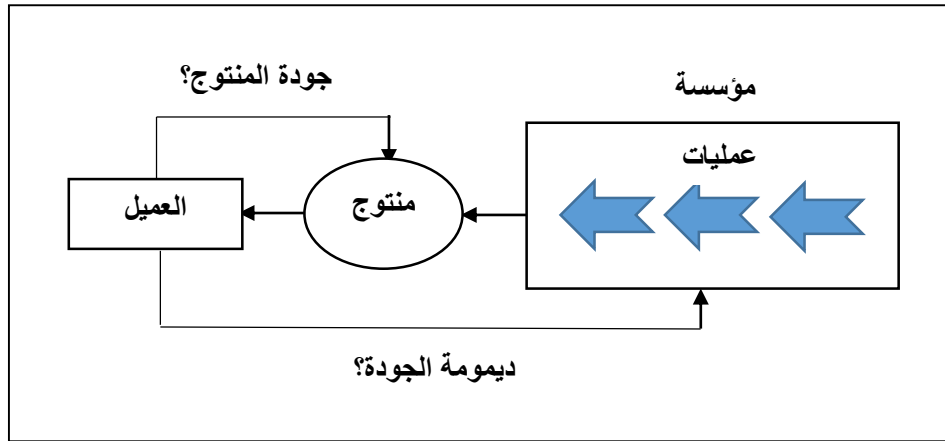 مؤسسة
جودة المنتوج؟
عمليات
منتوج
العميل
ديمومة الجودة؟